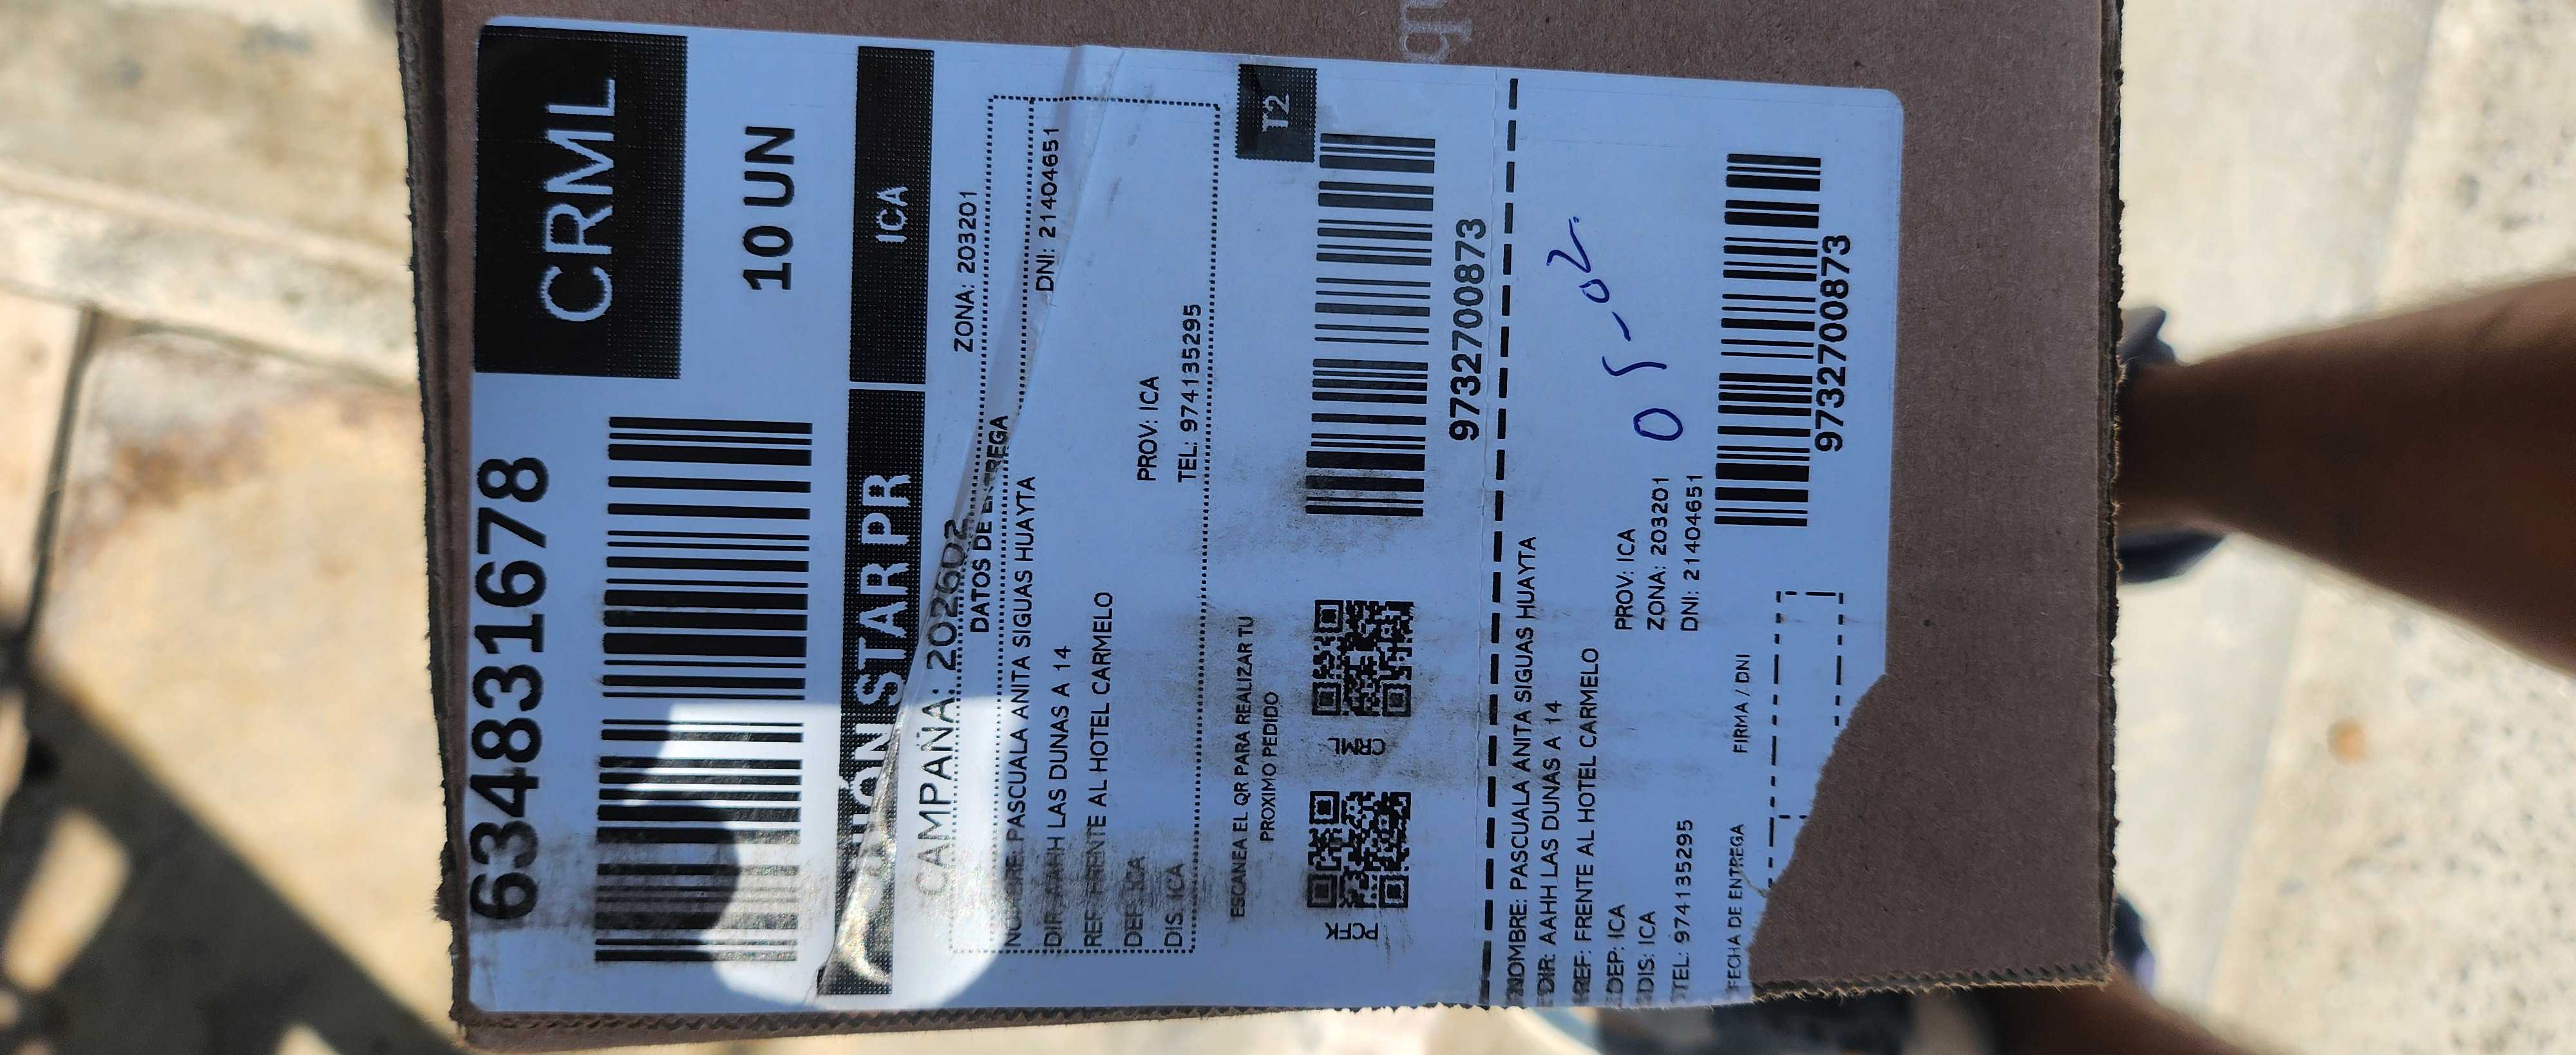 6348331678
CRML
10 UN
UNION STAR PR
ICA
CAMPAÑA: 202602
ZONA: 203201
DATOS DE ENTREGA
NOMBRE: PASCUALA ANITA SIGUAS HUAYTA
DNI: 21404651
DIR: AAHH LAS DUNAS A 14
REF: FRENTE AL HOTEL CARMELO
DEP: ICA
PROV: ICA
DIS: ICA
TEL: 974135295
ESCANEA EL QR PARA REALIZAR TU
PROXIMO PEDIDO
T2
PCFK
CRML
9732700873
NOMBRE: PASCUALA ANITA SIGUAS HUAYTA
DIR: AAHH LAS DUNAS A 14
REF: FRENTE AL HOTEL CARMELO
DEP: ICA
PROV: ICA
DIS: ICA
ZONA: 203201
TEL: 974135295
DNI: 21404651
05-02
FECHA DE ENTREGA
FIRMA / DNI
9732700873